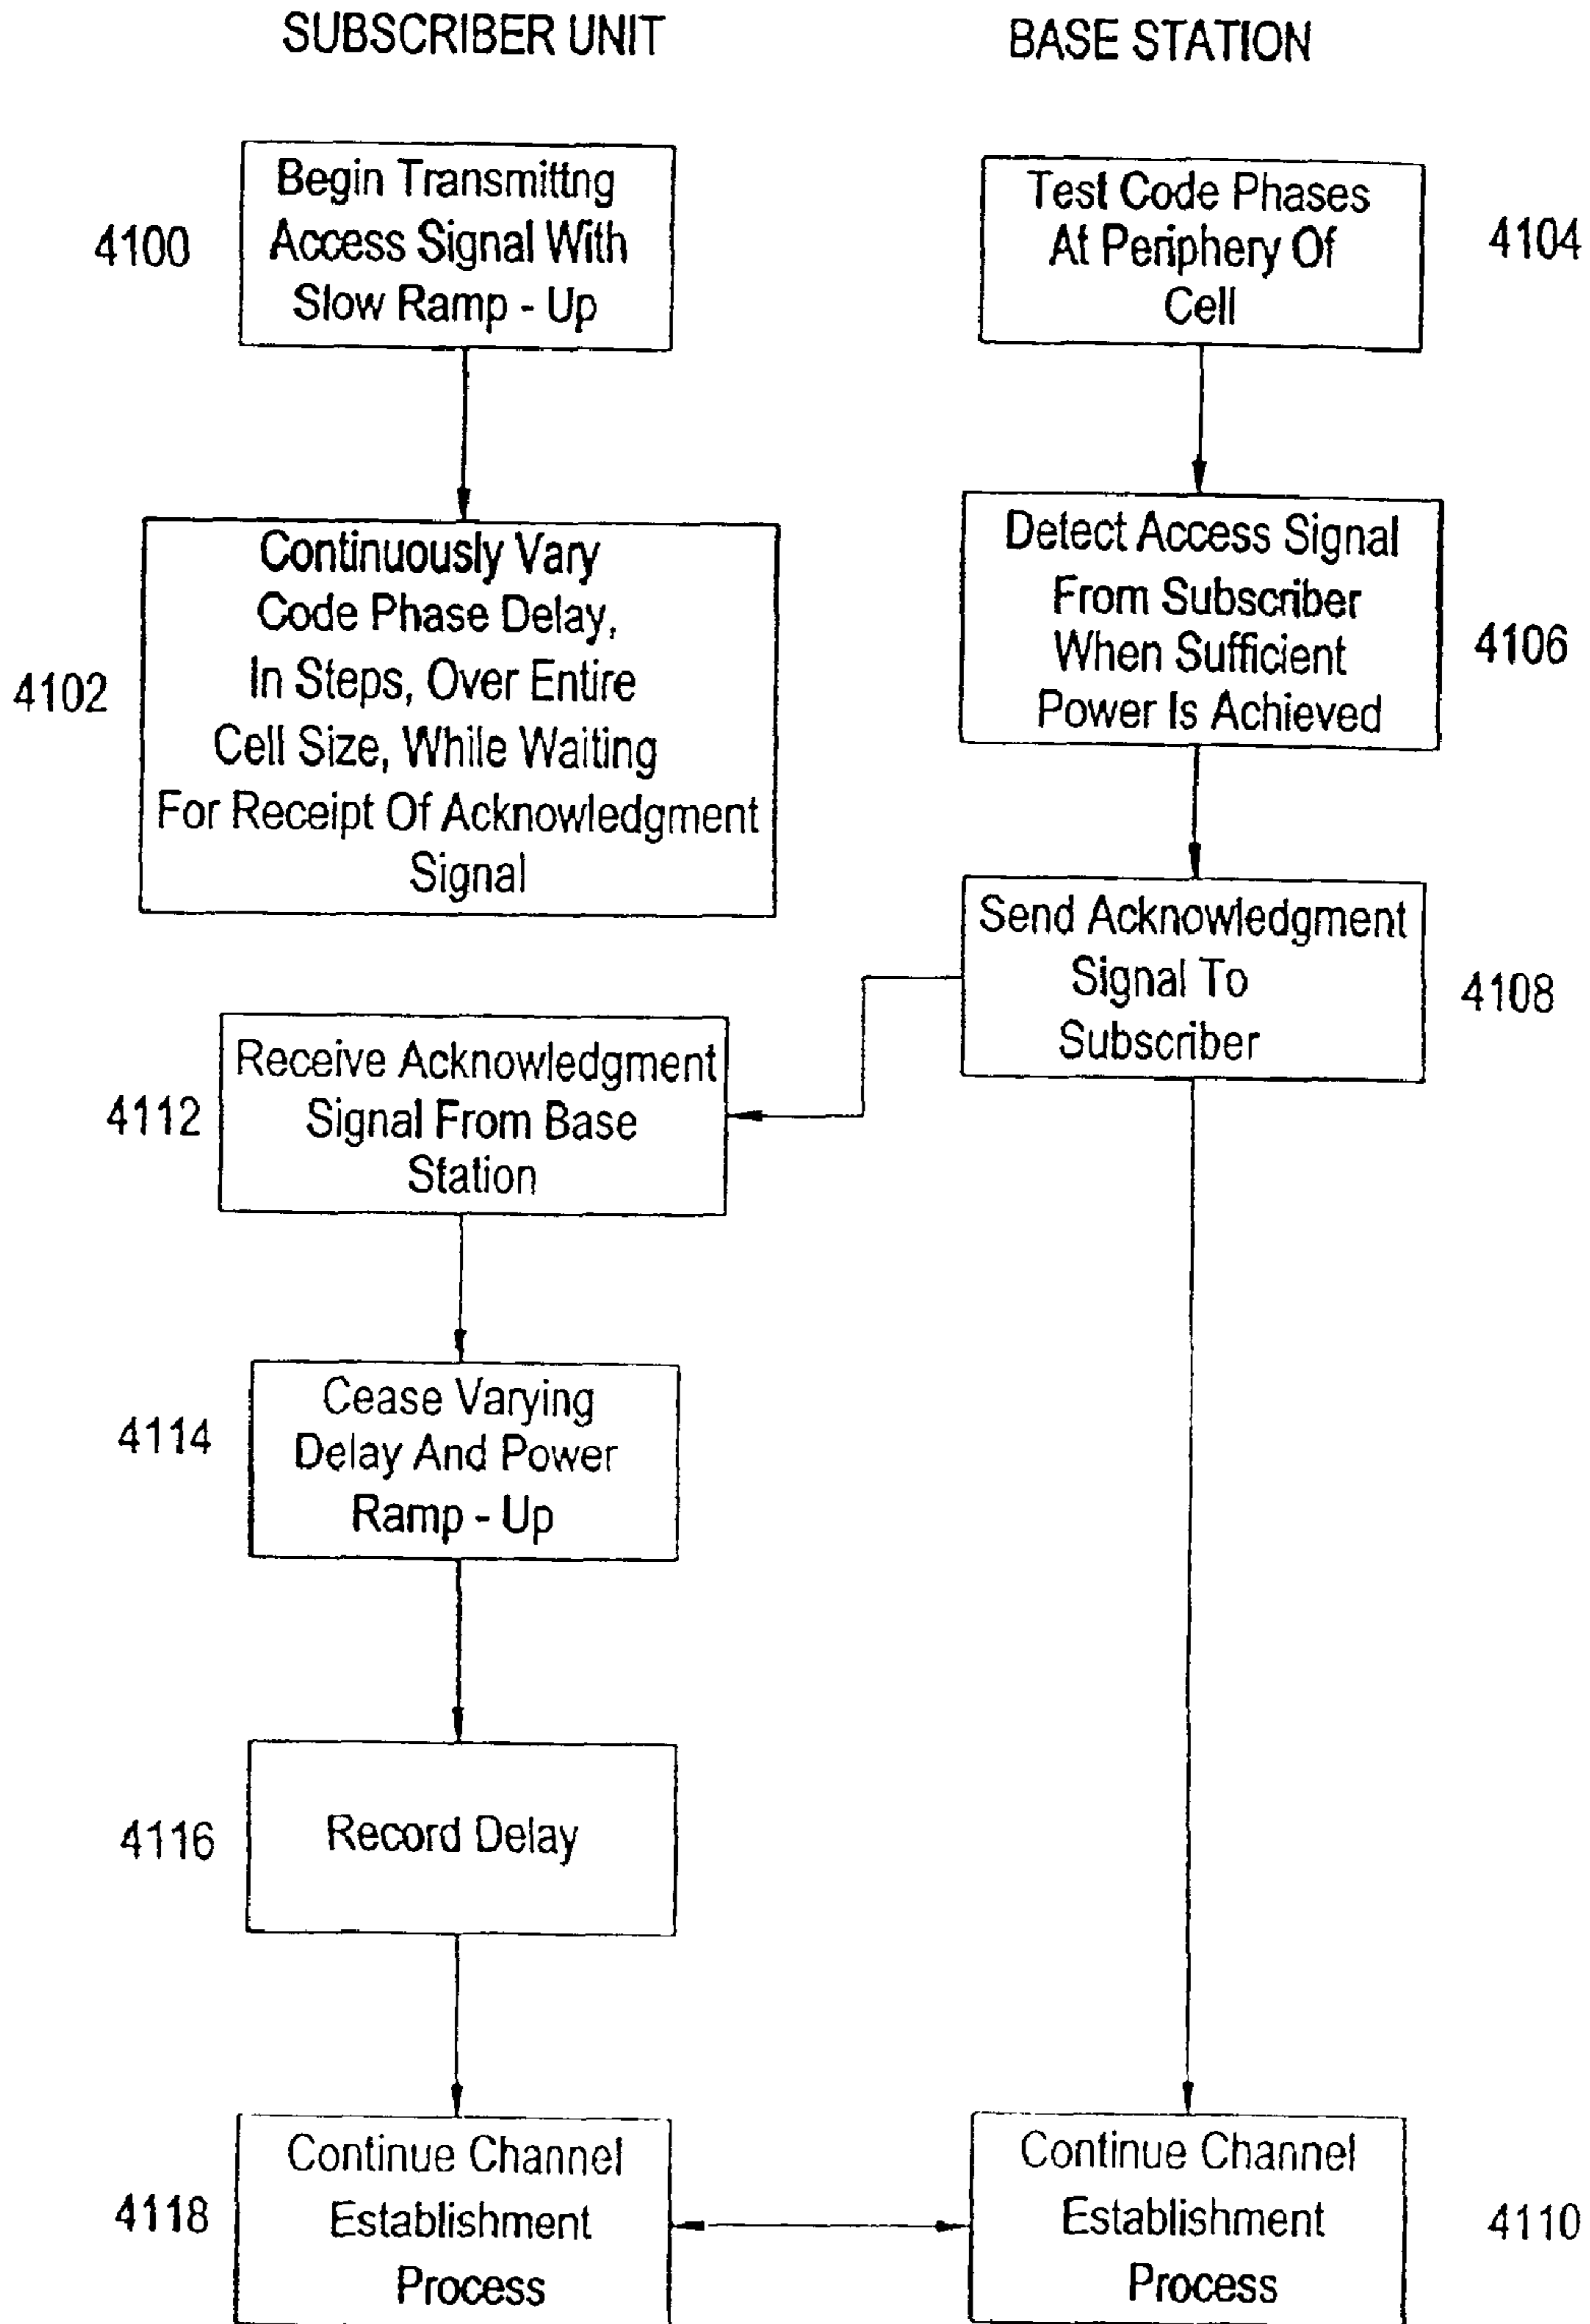 SUBSCRIBER UNIT
BASE STATION
Begin Transmittng
Access Signal With
Slow Ramp - Up
4100
Test Code Phases
At Periphery Of
Cell
4104
Continuously Vary
Code Phase Delay,
In Steps, Over Entire
Cell Size, While Waiting
For Receipt Of Acknowledgment
Signal
4102
Detect Access Signal
From Subscriber
When Sufficient
Power Is Achieved
4106
Send Acknowledgment
Signal To
Subscriber
4108
Receive Acknowledgment
Signal From Base
Station
4112
Cease Varying
Delay And Power
Ramp - Up
4114
Record Delay
4116
Continue Channel
Establishment
Process
4118
Continue Channel
Establishment
Process
4110